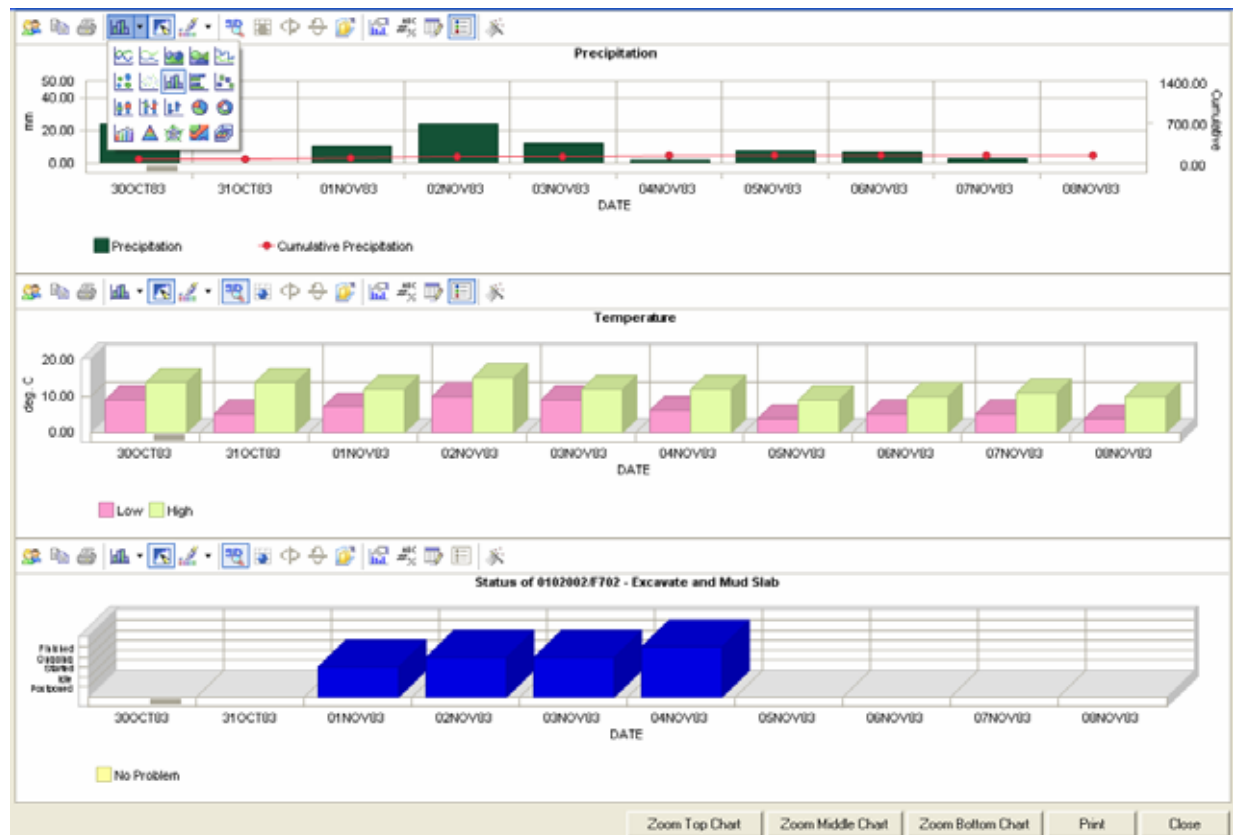 Precipitation
50.00
40.00
20.00
0.00
mm
1400.00
700.00
0.00
Cumulative
30OCT83 31OCT83 01NOV83 02NOV83 03NOV83 04NOV83 05NOV83 06NOV83 07NOV83 08NOV83
DATE
Precipitation Cumulative Precipitation
Temperature
20.00
10.00
0.00
deg. C
30OCT83 31OCT83 01NOV83 02NOV83 03NOV83 04NOV83 05NOV83 06NOV83 07NOV83 08NOV83
DATE
Low High
Status of 0102002/F702 - Excavate and Mud Slab
Finished
Ongoing
Started
Idle
Postponed
30OCT83 31OCT83 01NOV83 02NOV83 03NOV83 04NOV83 05NOV83 06NOV83 07NOV83 08NOV83
DATE
No Problem
Zoom Top Chart Zoom Middle Chart Zoom Bottom Chart Print Close